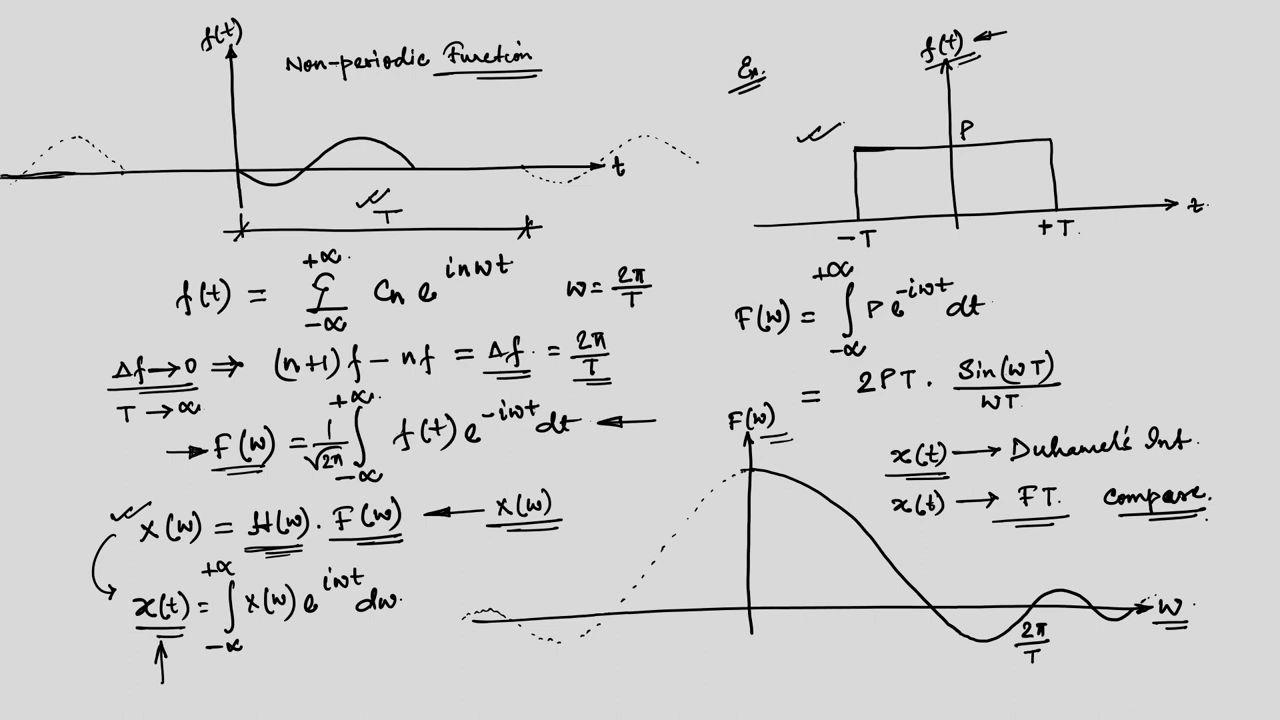 f(t)
Non-periodic Function
t
T
f(t) = Σ Cn e^{inωt}   ω = 2π/T
+∞
-∞
Δf→0 ⇒ (n+1)f - nf = Δf = 2π/T
T→∞
→ F(ω) = 1/√2π ∫_{-∞}^{+∞} f(t) e^{-iωt} dt ←
X(ω) = H(ω) · F(ω) ← X(ω)
x(t) = ∫_{-∞}^{+∞} X(ω) e^{iωt} dω
Ex.
f(t)
P
-T
+T
t
F(ω) = ∫_{-∞}^{+∞} P e^{-iωt} dt
= 2PT · Sin(ωT)/ωT
F(ω)
x(t) → Duhamel's Int.
x(t) → FT. Compare.
ω
2π/T